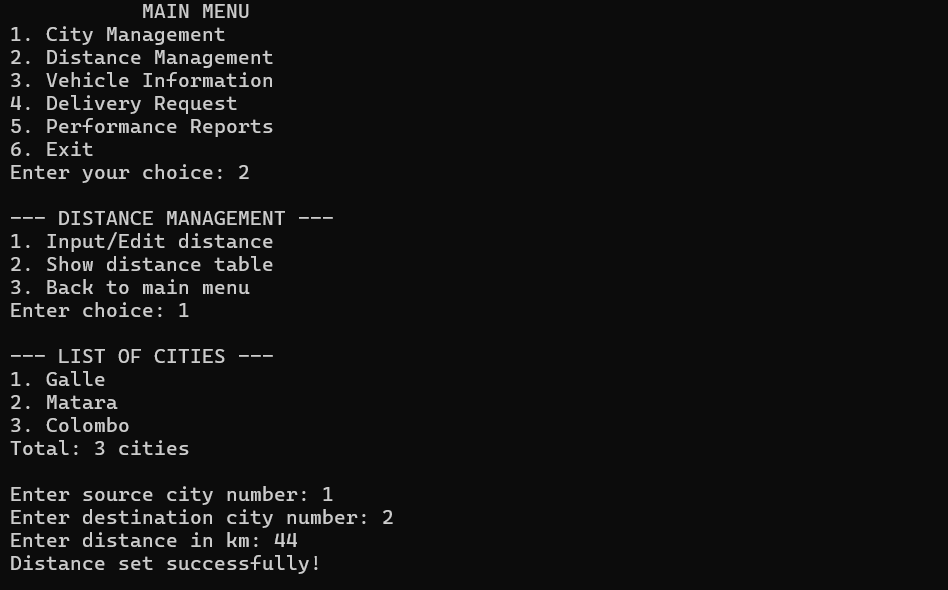 MAIN MENU
1. City Management
2. Distance Management
3. Vehicle Information
4. Delivery Request
5. Performance Reports
6. Exit
Enter your choice: 2

--- DISTANCE MANAGEMENT ---
1. Input/Edit distance
2. Show distance table
3. Back to main menu
Enter choice: 1

--- LIST OF CITIES ---
1. Galle
2. Matara
3. Colombo
Total: 3 cities

Enter source city number: 1
Enter destination city number: 2
Enter distance in km: 44
Distance set successfully!